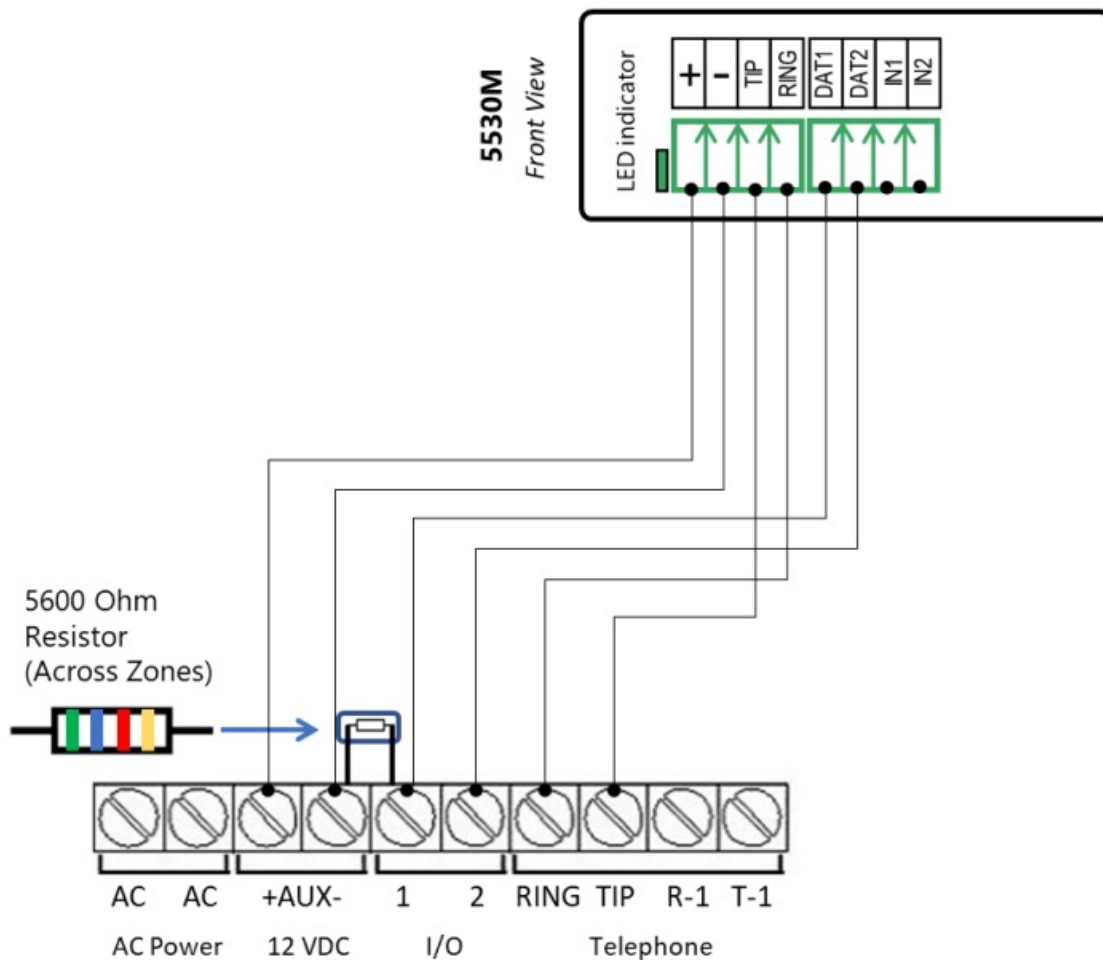 5530M
Front View
LED indicator
+ - TIP RING DAT1 DAT2 IN1 IN2
5600 Ohm
Resistor
(Across Zones)
AC AC +AUX- 1 2 RING TIP R-1 T-1
AC Power 12 VDC I/O Telephone